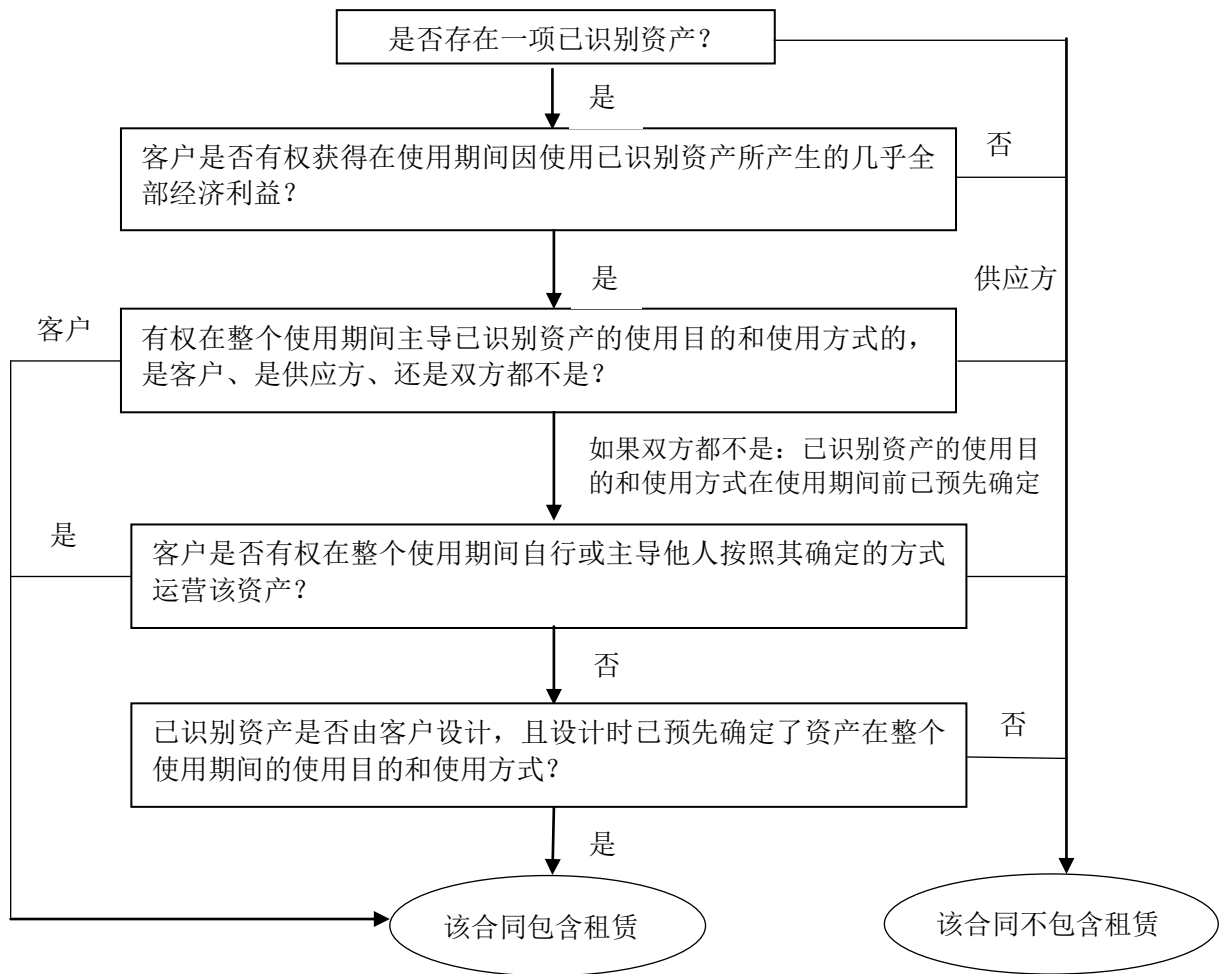 是否存在一项已识别资产？
是
客户是否有权获得在使用期间因使用已识别资产所产生的几乎全
部经济利益？
否
是
供应方
客户
有权在整个使用期间主导已识别资产的使用目的和使用方式的，
是客户、是供应方、还是双方都不是？
如果双方都不是：已识别资产的使用目
的和使用方式在使用期间前已预先确定
是
客户是否有权在整个使用期间自行或主导他人按照其确定的方式
运营该资产？
否
已识别资产是否由客户设计，且设计时已预先确定了资产在整个
使用期间的使用目的和使用方式？
否
是
该合同包含租赁
该合同不包含租赁